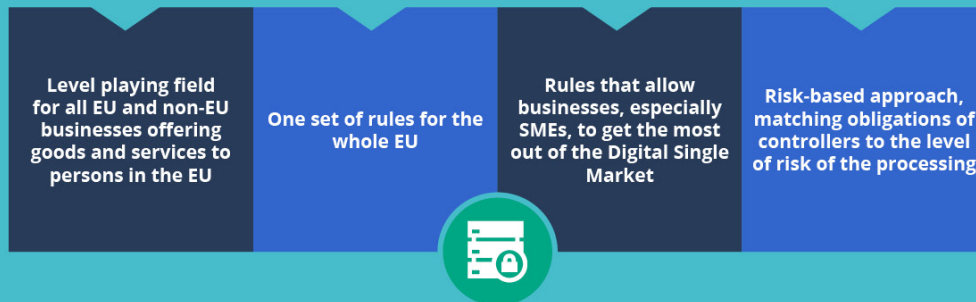 Level playing field
for all EU and non-EU
businesses offering
goods and services to
persons in the EU
One set of rules for the
whole EU
Rules that allow
businesses, especially
SMEs, to get the most
out of the Digital Single
Market
Risk-based approach,
matching obligations of
controllers to the level
of risk of the processing